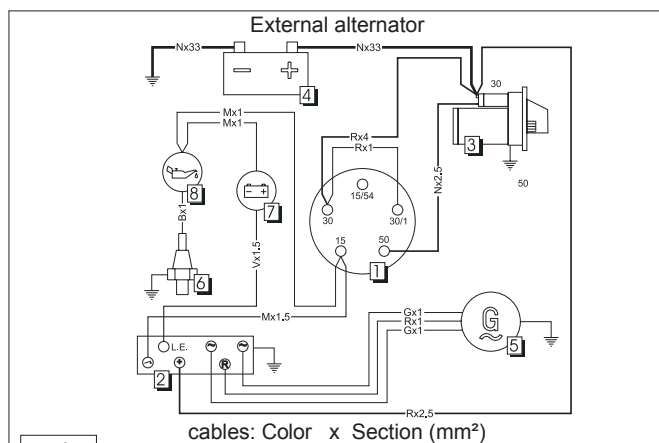 External alternator
Nx33
Nx33
− +
4
30
3
50
Mx1
Mx1
Rx4
Rx1
Nx2.5
8
7
15/54
30
30/1
15
50
1
Bx1
Vx1.5
6
Mx1.5
Gx1
Rx1
Gx1
G
~
5
L.E.
+
~
R
~
2
Rx2.5
cables: Color x Section (mm²)